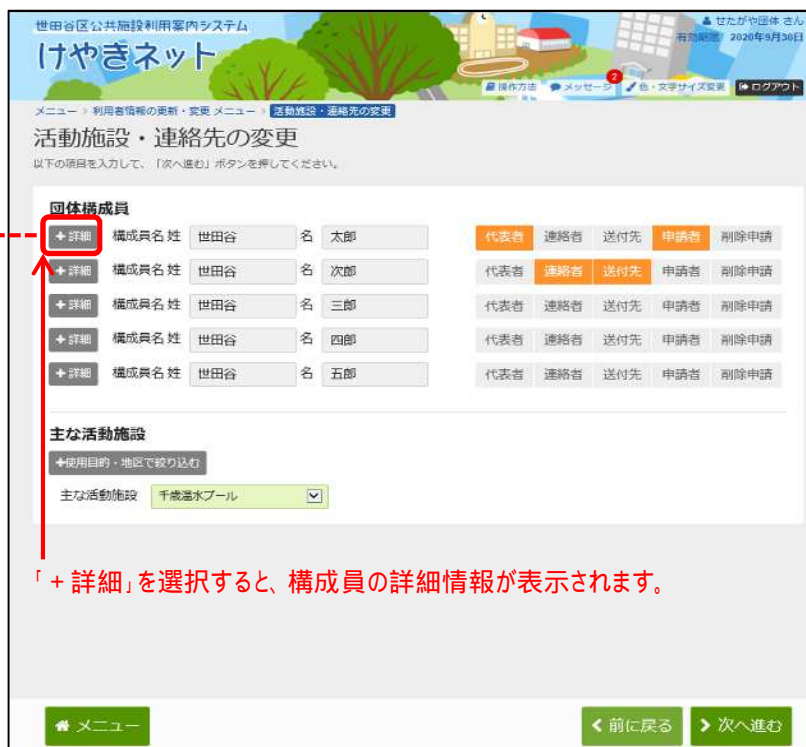 世田谷区公共施設利用案内システム
けやきネット
せたがや団体 さん
有効期限 2020年9月30日
操作方法 メッセージ 2 色・文字サイズ変更 ログアウト
メニュー > 利用者情報の更新・変更 メニュー > 活動施設・連絡先の変更
活動施設・連絡先の変更
以下の項目を入力して、「次へ進む」ボタンを押してください。
団体構成員
+詳細 構成員名 姓 世田谷 名 太郎 代表者 連絡者 送付先 申請者 削除申請
+詳細 構成員名 姓 世田谷 名 次郎 代表者 連絡者 送付先 申請者 削除申請
+詳細 構成員名 姓 世田谷 名 三郎 代表者 連絡者 送付先 申請者 削除申請
+詳細 構成員名 姓 世田谷 名 四郎 代表者 連絡者 送付先 申請者 削除申請
+詳細 構成員名 姓 世田谷 名 五郎 代表者 連絡者 送付先 申請者 削除申請
主な活動施設
+使用目的・地区で絞り込む
主な活動施設 千歳温水プール
「+詳細」を選択すると、構成員の詳細情報が表示されます。
メニュー 前に戻る 次へ進む